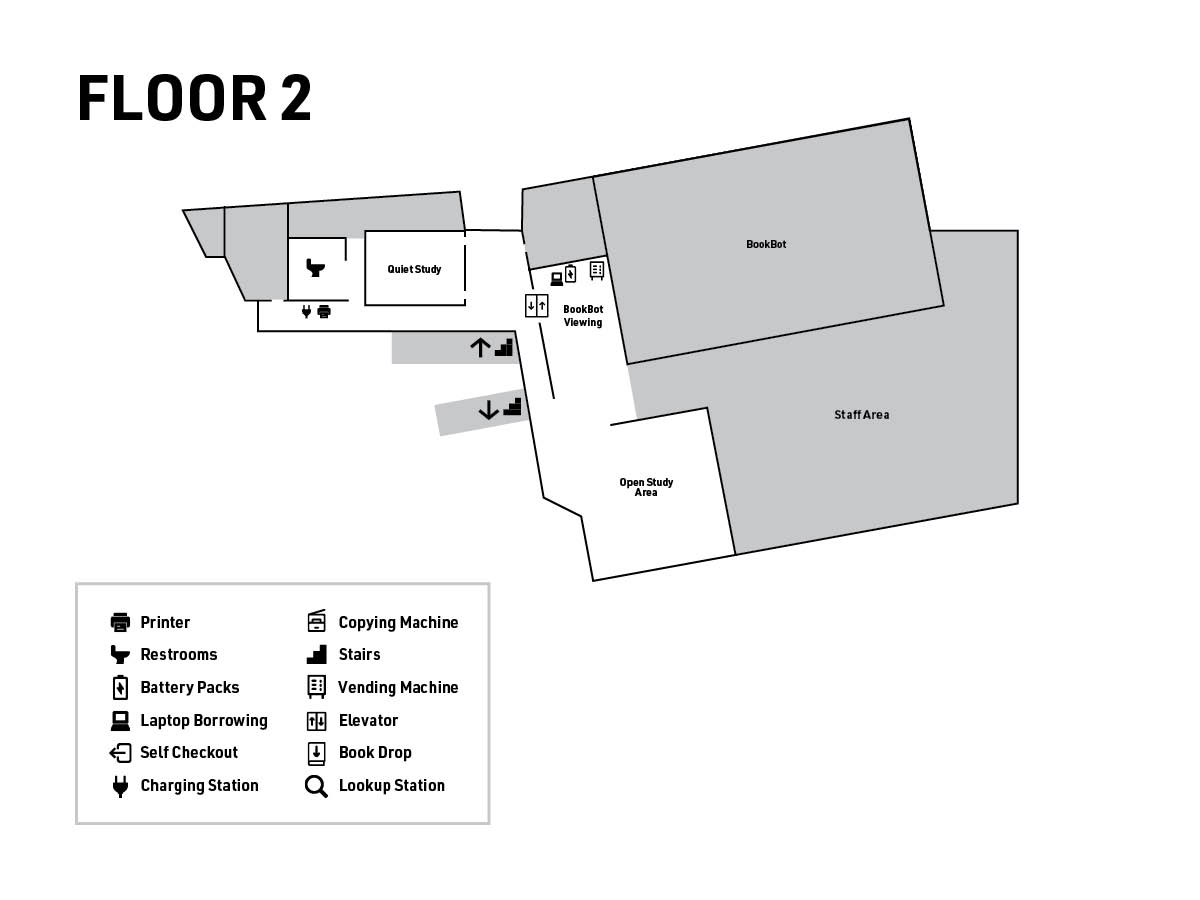 FLOOR 2
BookBot
Quiet Study
BookBot
Viewing
Staff Area
Open Study
Area
Printer
Restrooms
Battery Packs
Laptop Borrowing
Self Checkout
Charging Station
Copying Machine
Stairs
Vending Machine
Elevator
Book Drop
Lookup Station